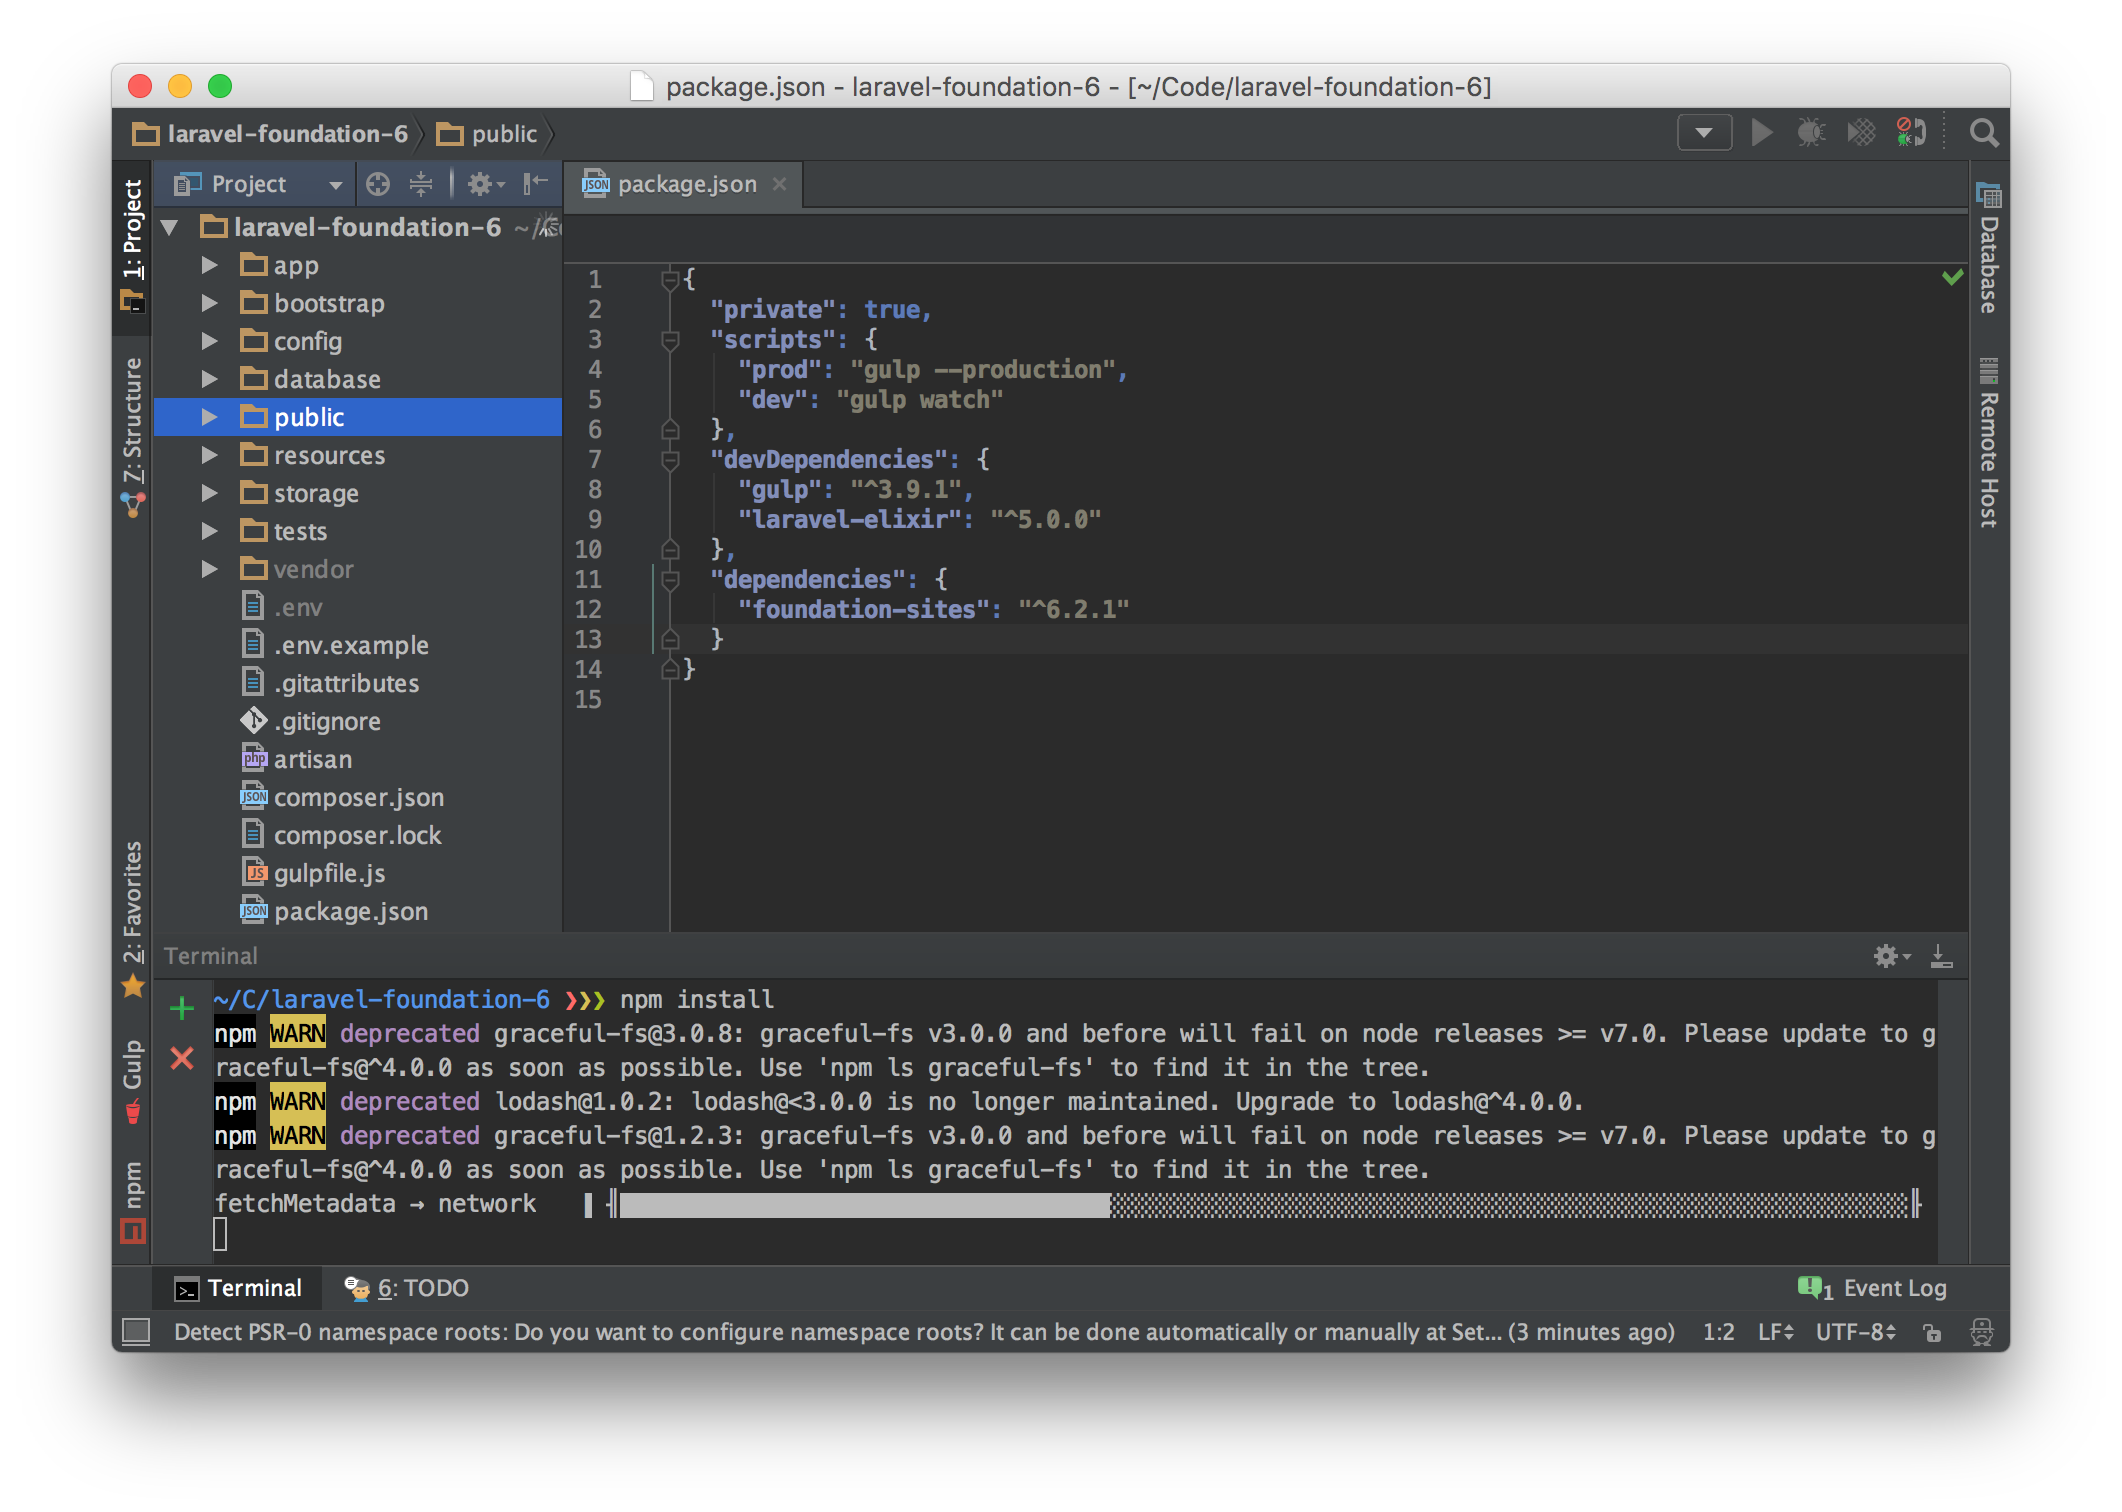 package.json - laravel-foundation-6 - [~/Code/laravel-foundation-6]
laravel-foundation-6 public
1: Project
7: Structure
2: Favorites
Gulp
npm
Project
laravel-foundation-6
app
bootstrap
config
database
public
resources
storage
tests
vendor
.env
.env.example
.gitattributes
.gitignore
artisan
composer.json
composer.lock
gulpfile.js
package.json
package.json
1 {
2 "private": true,
3 "scripts": {
4 "prod": "gulp --production",
5 "dev": "gulp watch"
6 },
7 "devDependencies": {
8 "gulp": "^3.9.1",
9 "laravel-elixir": "^5.0.0"
10 },
11 "dependencies": {
12 "foundation-sites": "^6.2.1"
13 }
14 }
15
Database
Remote Host
Terminal
~/C/laravel-foundation-6 ❯❯❯ npm install
npm WARN deprecated graceful-fs@3.0.8: graceful-fs v3.0.0 and before will fail on node releases >= v7.0. Please update to g
raceful-fs@^4.0.0 as soon as possible. Use 'npm ls graceful-fs' to find it in the tree.
npm WARN deprecated lodash@1.0.2: lodash@<3.0.0 is no longer maintained. Upgrade to lodash@^4.0.0.
npm WARN deprecated graceful-fs@1.2.3: graceful-fs v3.0.0 and before will fail on node releases >= v7.0. Please update to g
raceful-fs@^4.0.0 as soon as possible. Use 'npm ls graceful-fs' to find it in the tree.
fetchMetadata → network
Terminal 6: TODO 1 Event Log
Detect PSR-0 namespace roots: Do you want to configure namespace roots? It can be done automatically or manually at Set... (3 minutes ago) 1:2 LF UTF-8